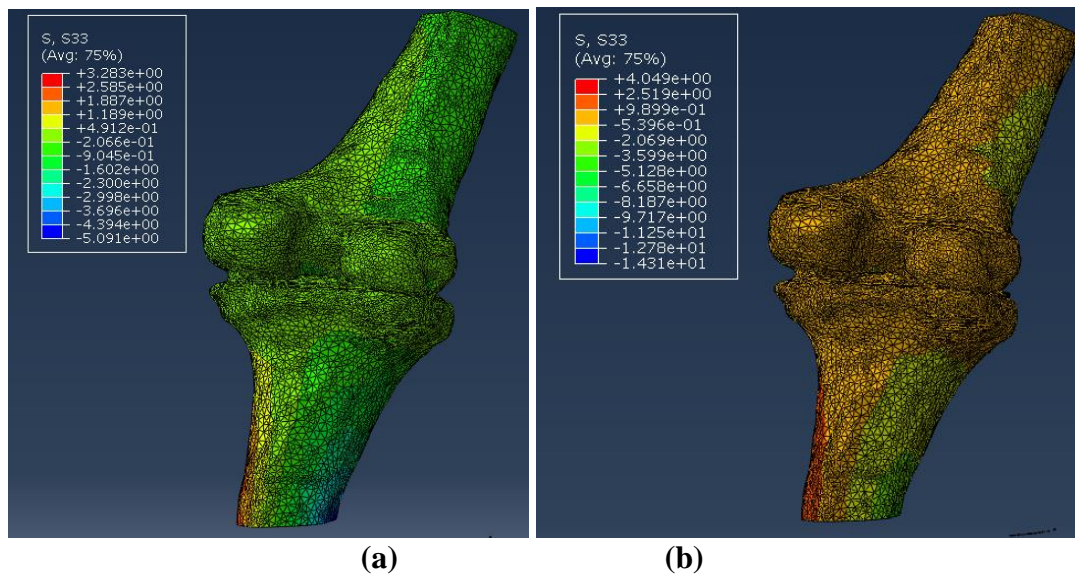 S, S33
(Avg: 75%)
+3.283e+00
+2.585e+00
+1.887e+00
+1.189e+00
+4.912e-01
-2.066e-01
-9.045e-01
-1.602e+00
-2.300e+00
-2.998e+00
-3.696e+00
-4.394e+00
-5.091e+00
S, S33
(Avg: 75%)
+4.049e+00
+2.519e+00
+9.899e-01
-5.396e-01
-2.069e+00
-3.599e+00
-5.128e+00
-6.658e+00
-8.187e+00
-9.717e+00
-1.125e+01
-1.278e+01
-1.431e+01
(a)
(b)